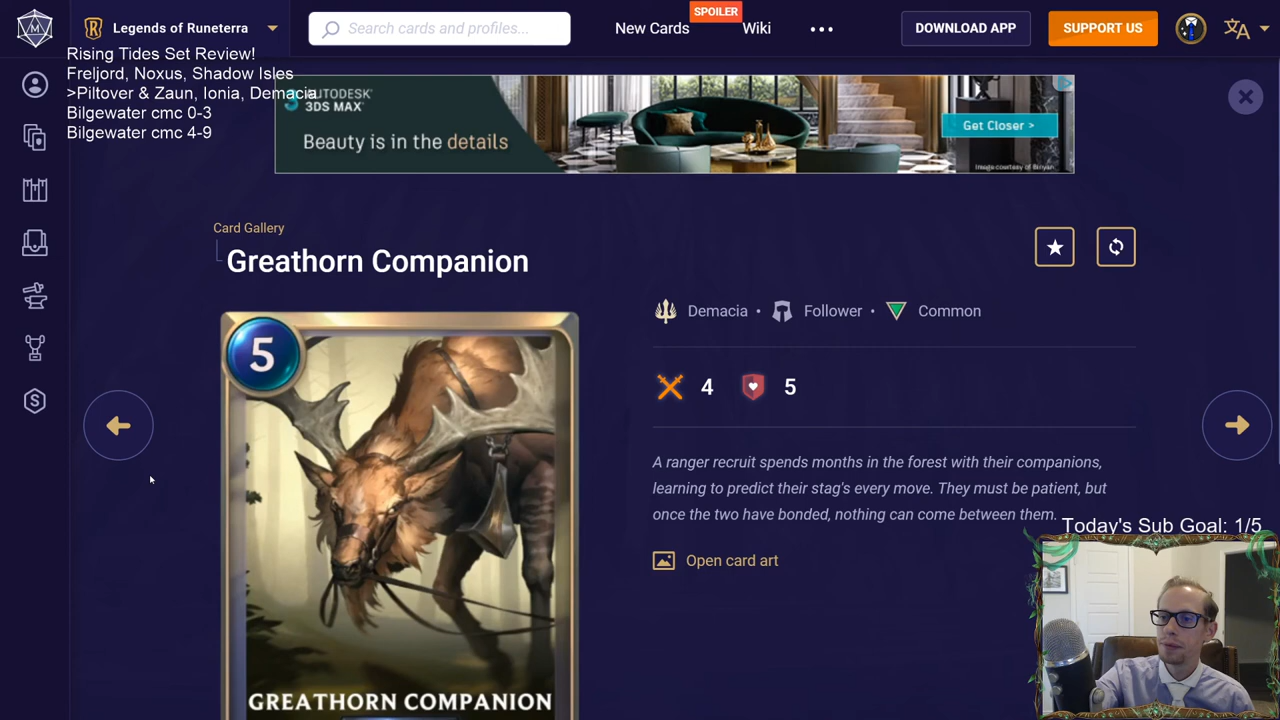 Legends of Runeterra
Search cards and profiles...
New Cards
SPOILER
Wiki
DOWNLOAD APP
SUPPORT US
Rising Tides Set Review!
Freljord, Noxus, Shadow Isles
>Piltover & Zaun, Ionia, Demacia
Bilgewater cmc 0-3
Bilgewater cmc 4-9
3 AUTODESK
3DS MAX
Beauty is in the details
Get Closer >
Image courtesy of Binyan
Card Gallery
Greathorn Companion
Demacia • Follower • Common
4 5
A ranger recruit spends months in the forest with their companions,
learning to predict their stag's every move. They must be patient, but
once the two have bonded, nothing can come between them.
Open card art
5
GREATHORN COMPANION
Today's Sub Goal: 1/5